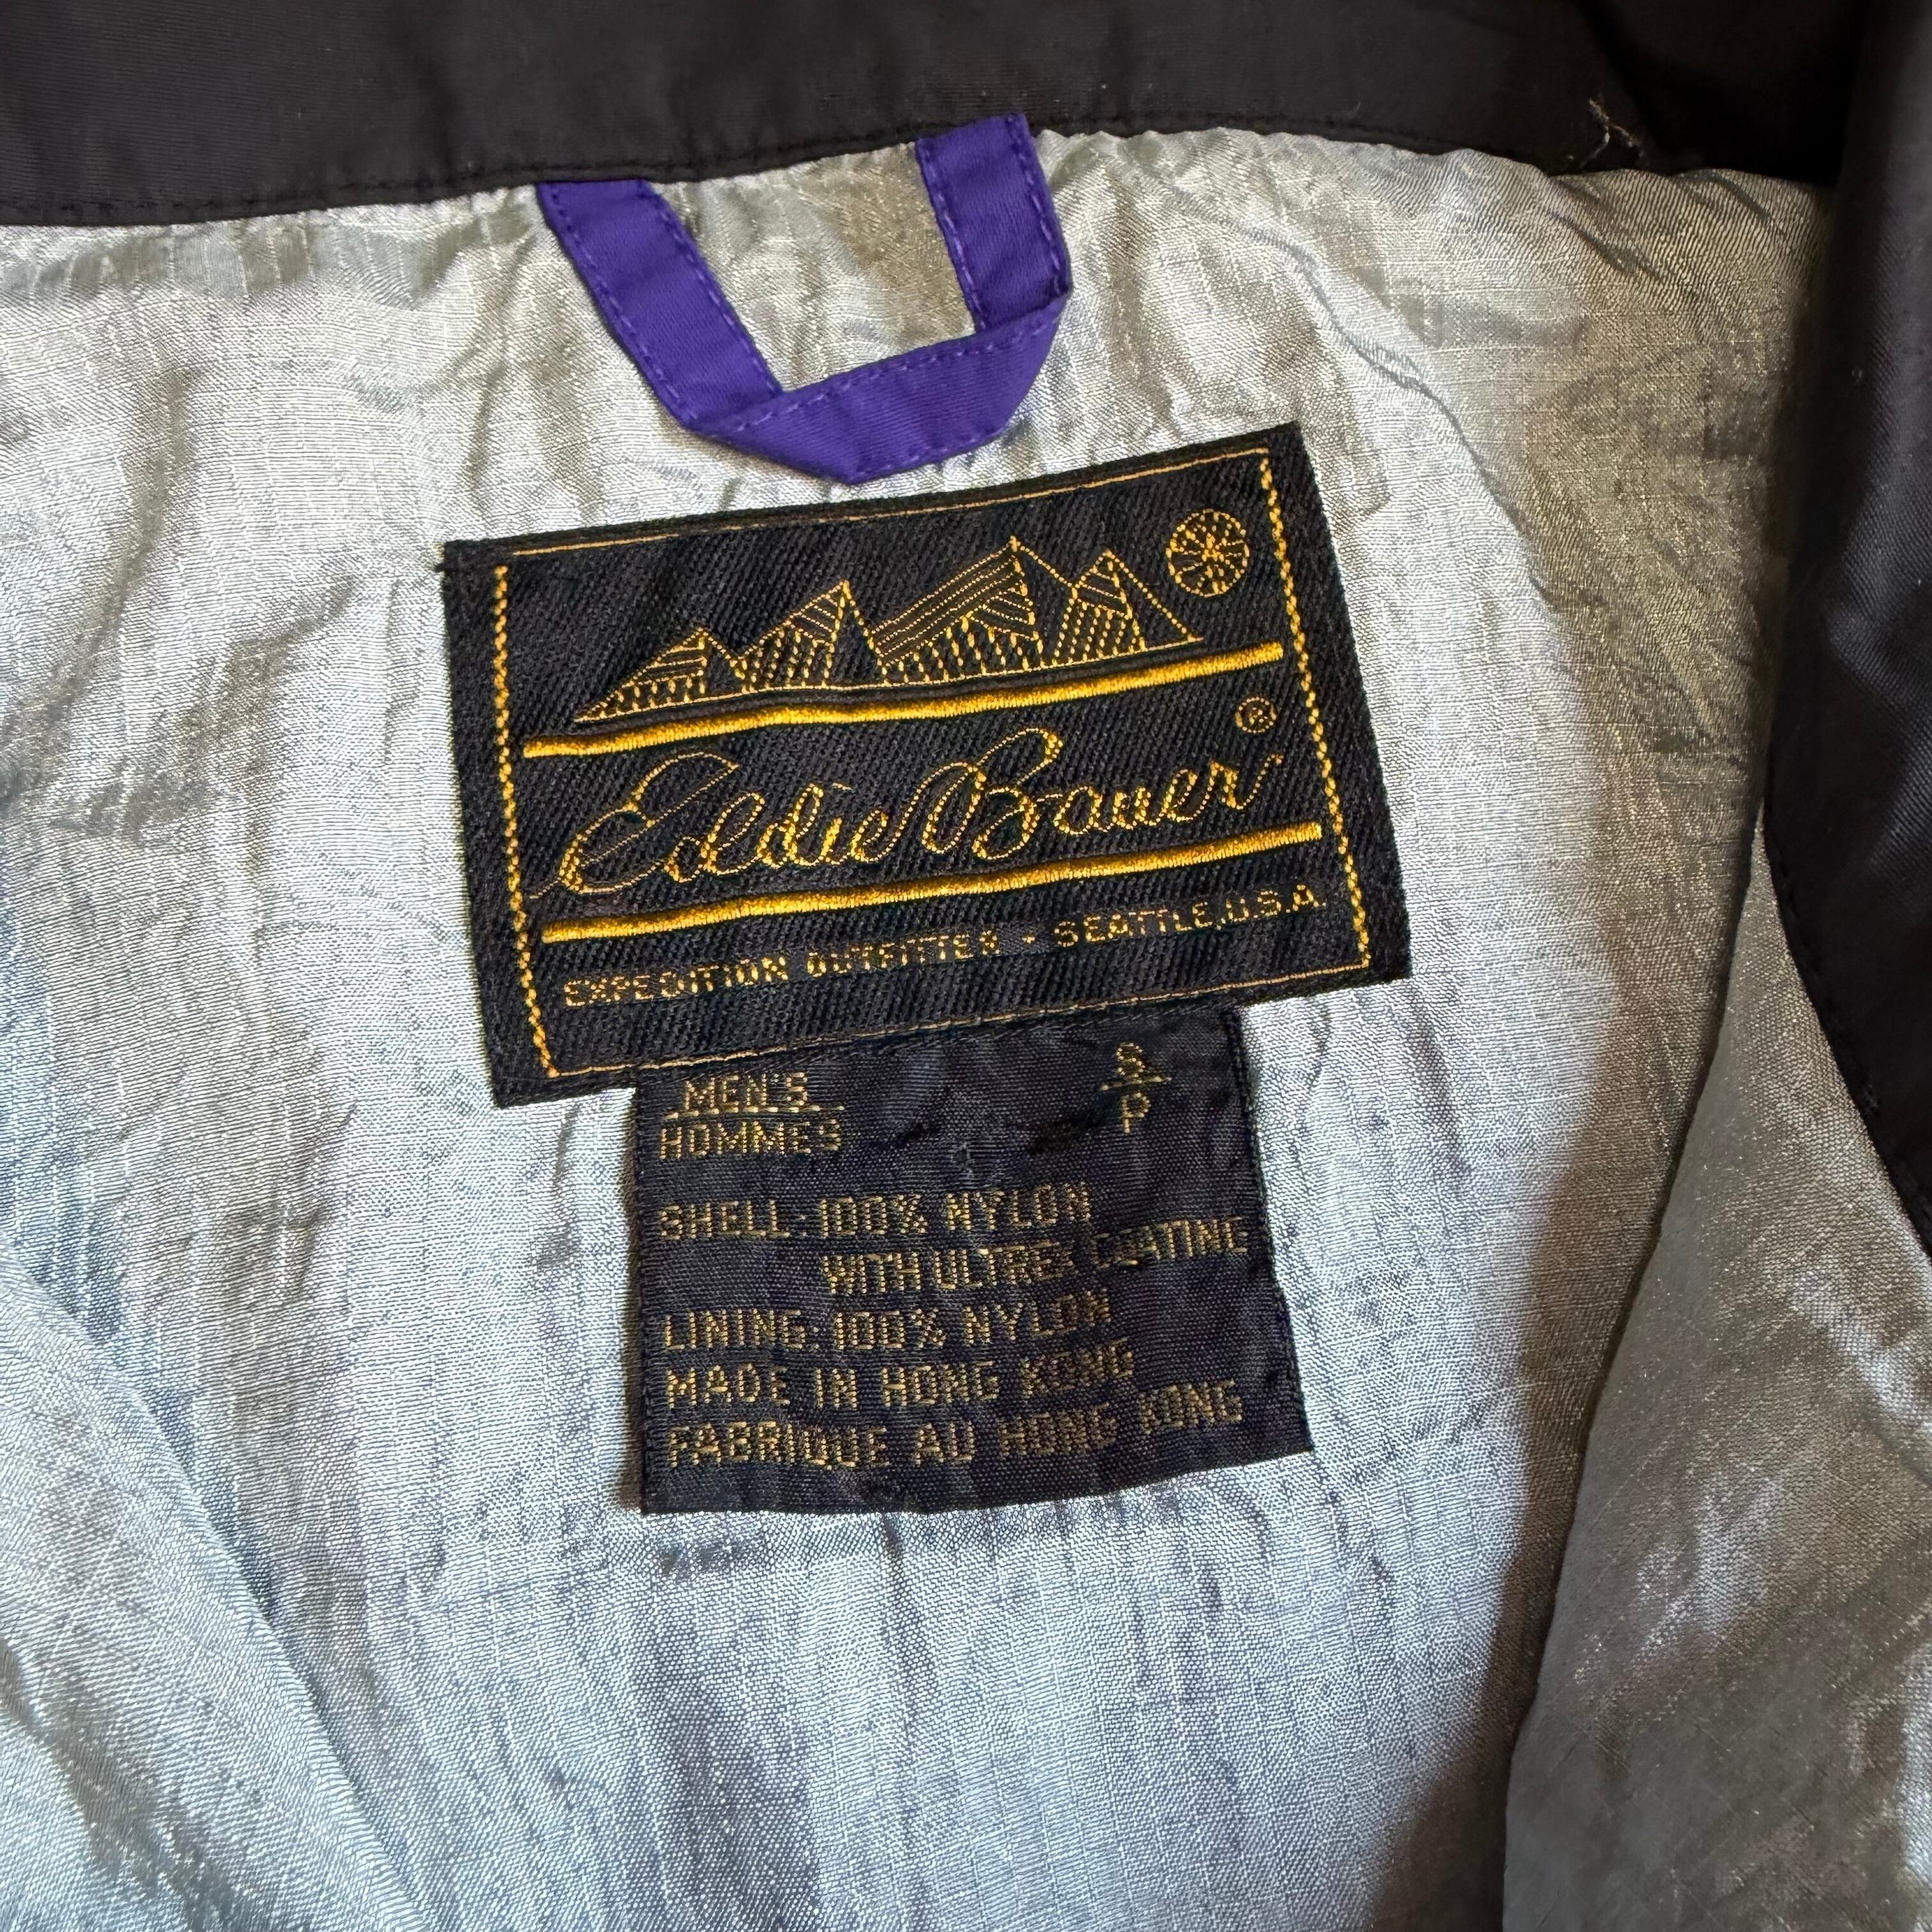 Eddie Bauer®
EXPEDITION OUTFITTER - SEATTLE, U.S.A
MEN'S S
HOMMES P
SHELL: 100% NYLON
WITH ULTREX COATING
LINING: 100% NYLON
MADE IN HONG KONG
FABRIQUE AU HONG KONG